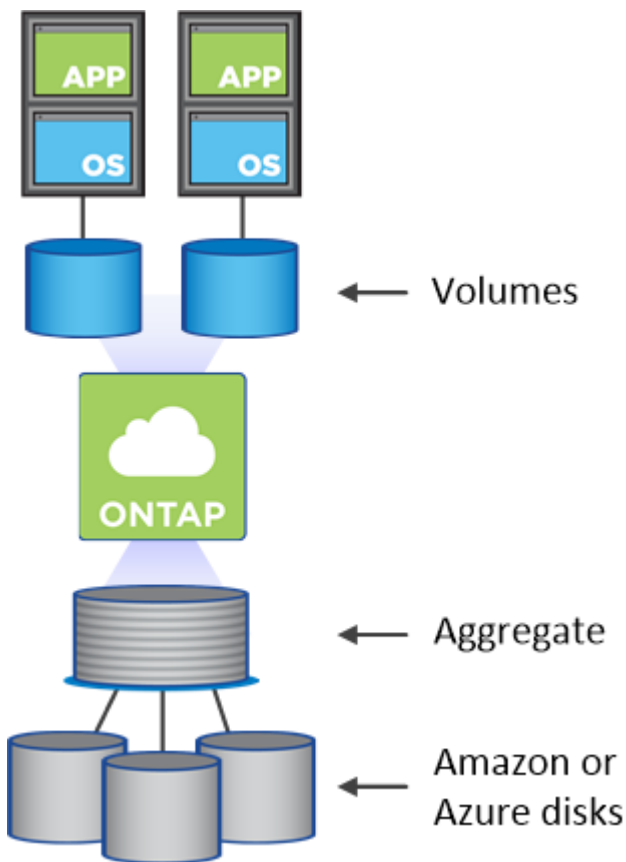 APP
APP
OS
OS
Volumes
ONTAP
Aggregate
Amazon or
Azure disks